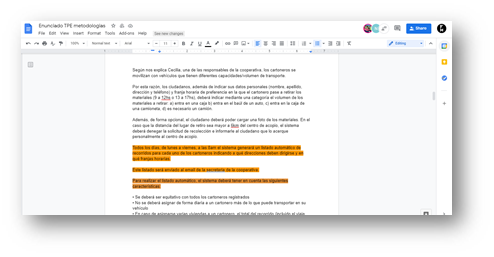 Enunciado TPE metodologías
File Edit View Insert Format Tools Add-ons Help See new changes
Share
100% Normal text Arial 11
Editing
Según nos explica Cecilia, una de las responsables de la cooperativa, los cartoneros se
movilizan con vehículos que tienen diferentes capacidades/volumen de transporte.
Por esta razón, los ciudadanos, además de indicar sus datos personales (nombre, apellido,
dirección y teléfono) y franja horaria de preferencia en la que el cartonero pase a retirar los
materiales (9 a 12hs o 13 a 17hs), deberá indicar mediante una categoría el volumen de los
materiales a retirar: a) entra en una caja b) entra en el baúl de un auto. c) entra en la caja de
una camioneta. d) es necesario un camión
Además, de forma opcional, el ciudadano deberá poder cargar una foto de los materiales. En el
caso que la distancia del lugar de retiro sea mayor a 6km del centro de acopio, el sistema
deberá denegar la solicitud de recolección e informarle al ciudadano que lo acerque
personalmente al centro de acopio.
Todos los días, de lunes a viernes, a las 8am el sistema generará un listado automático de
recorridos para cada uno de los cartoneros indicando a qué direcciones deben dirigirse y en
qué franjas horarias.
Este listado será enviado al email de la secretaria de la cooperativa.
Para realizar el listado automático, el sistema deberá tener en cuenta las siguientes
características:
• Se deberá ser equitativo con todos los cartoneros registrados
• No se deberá asignar de forma diaria a un cartonero más de lo que puede transportar en su
vehículo
• En caso de asignarse varias viviendas a un cartonero, el total del recorrido (incluido el viaje